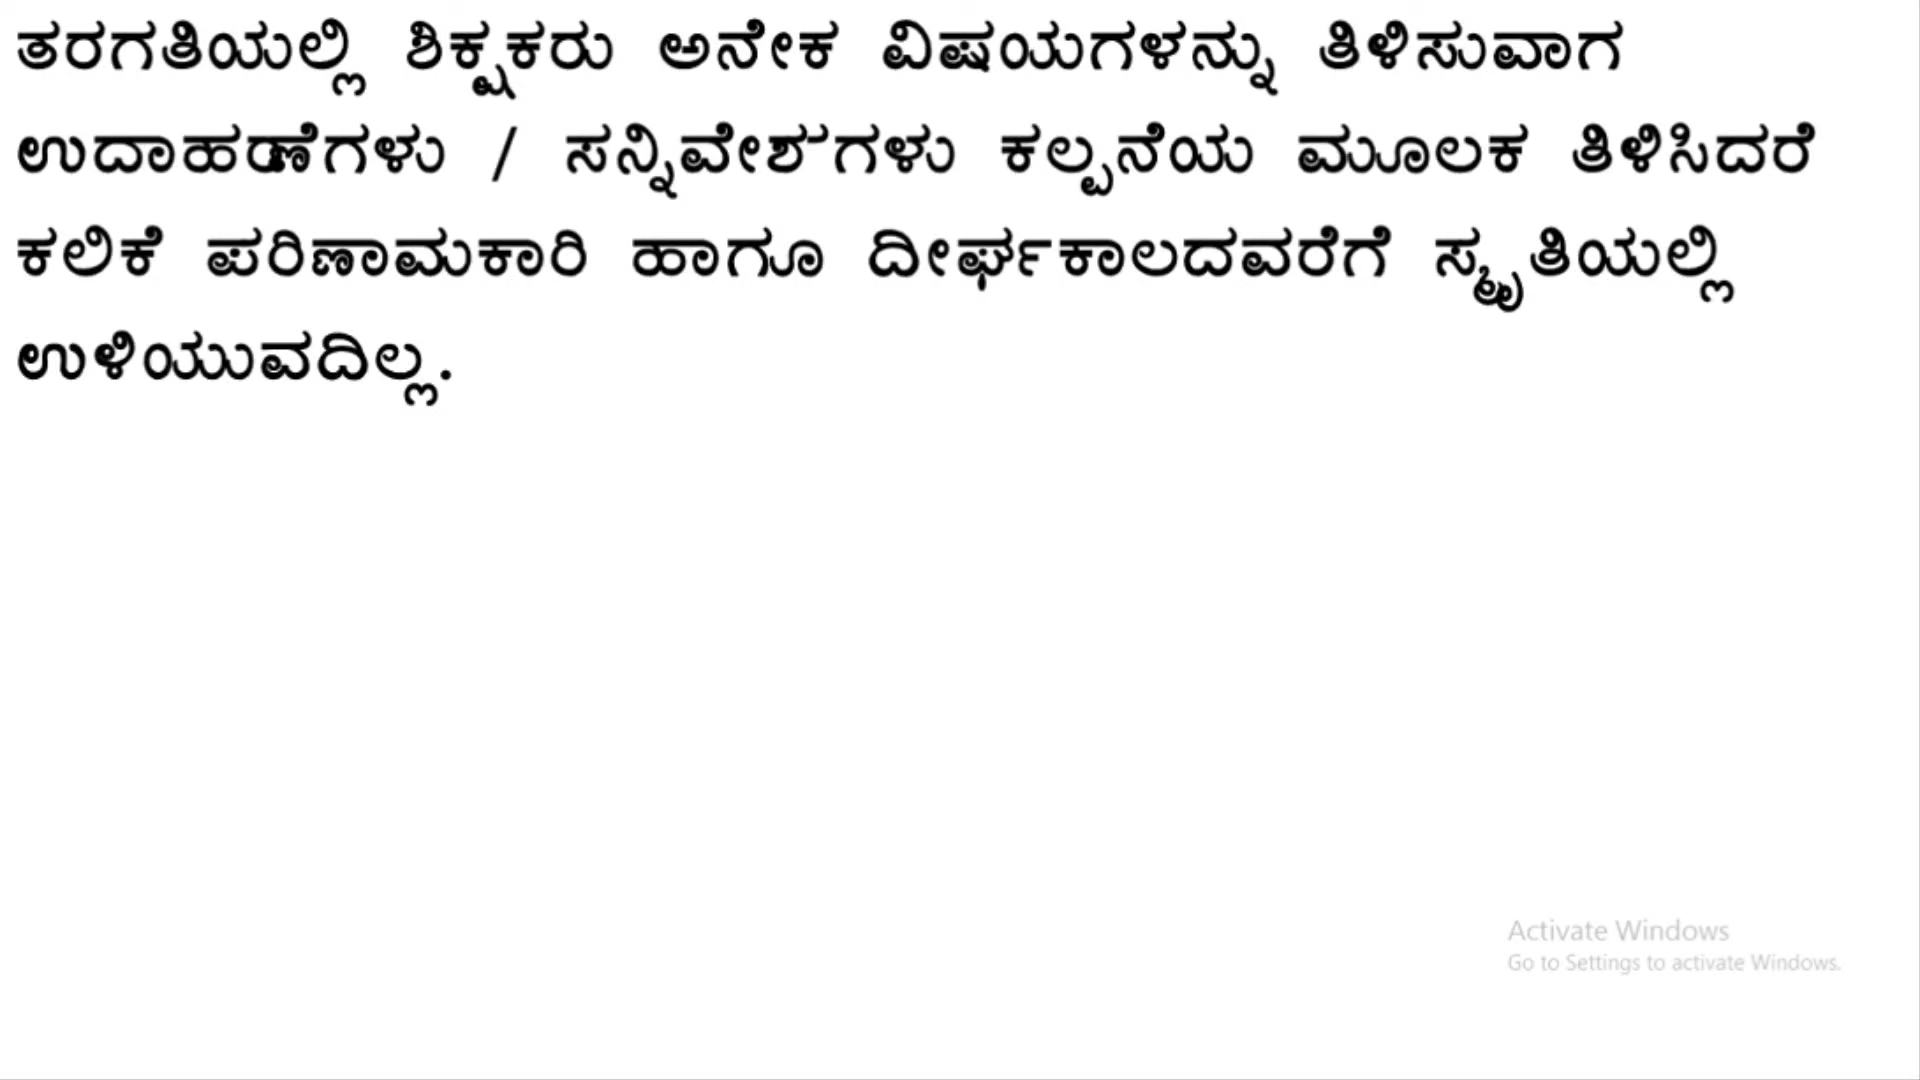 ತರಗತಿಯಲ್ಲಿ ಶಿಕ್ಷಕರು ಅನೇಕ ವಿಷಯಗಳನ್ನು ತಿಳಿಸುವಾಗ
ಉದಾಹರಣೆಗಳು / ಸನ್ನಿವೇಶಗಳು ಕಲ್ಪನೆಯ ಮೂಲಕ ತಿಳಿಸಿದರೆ
ಕಲಿಕೆ ಪರಿಣಾಮಕಾರಿ ಹಾಗೂ ದೀರ್ಘಕಾಲದವರೆಗೆ ಸ್ಮೃತಿಯಲ್ಲಿ
ಉಳಿಯುವದಿಲ್ಲ.
Activate Windows
Go to Settings to activate Windows.